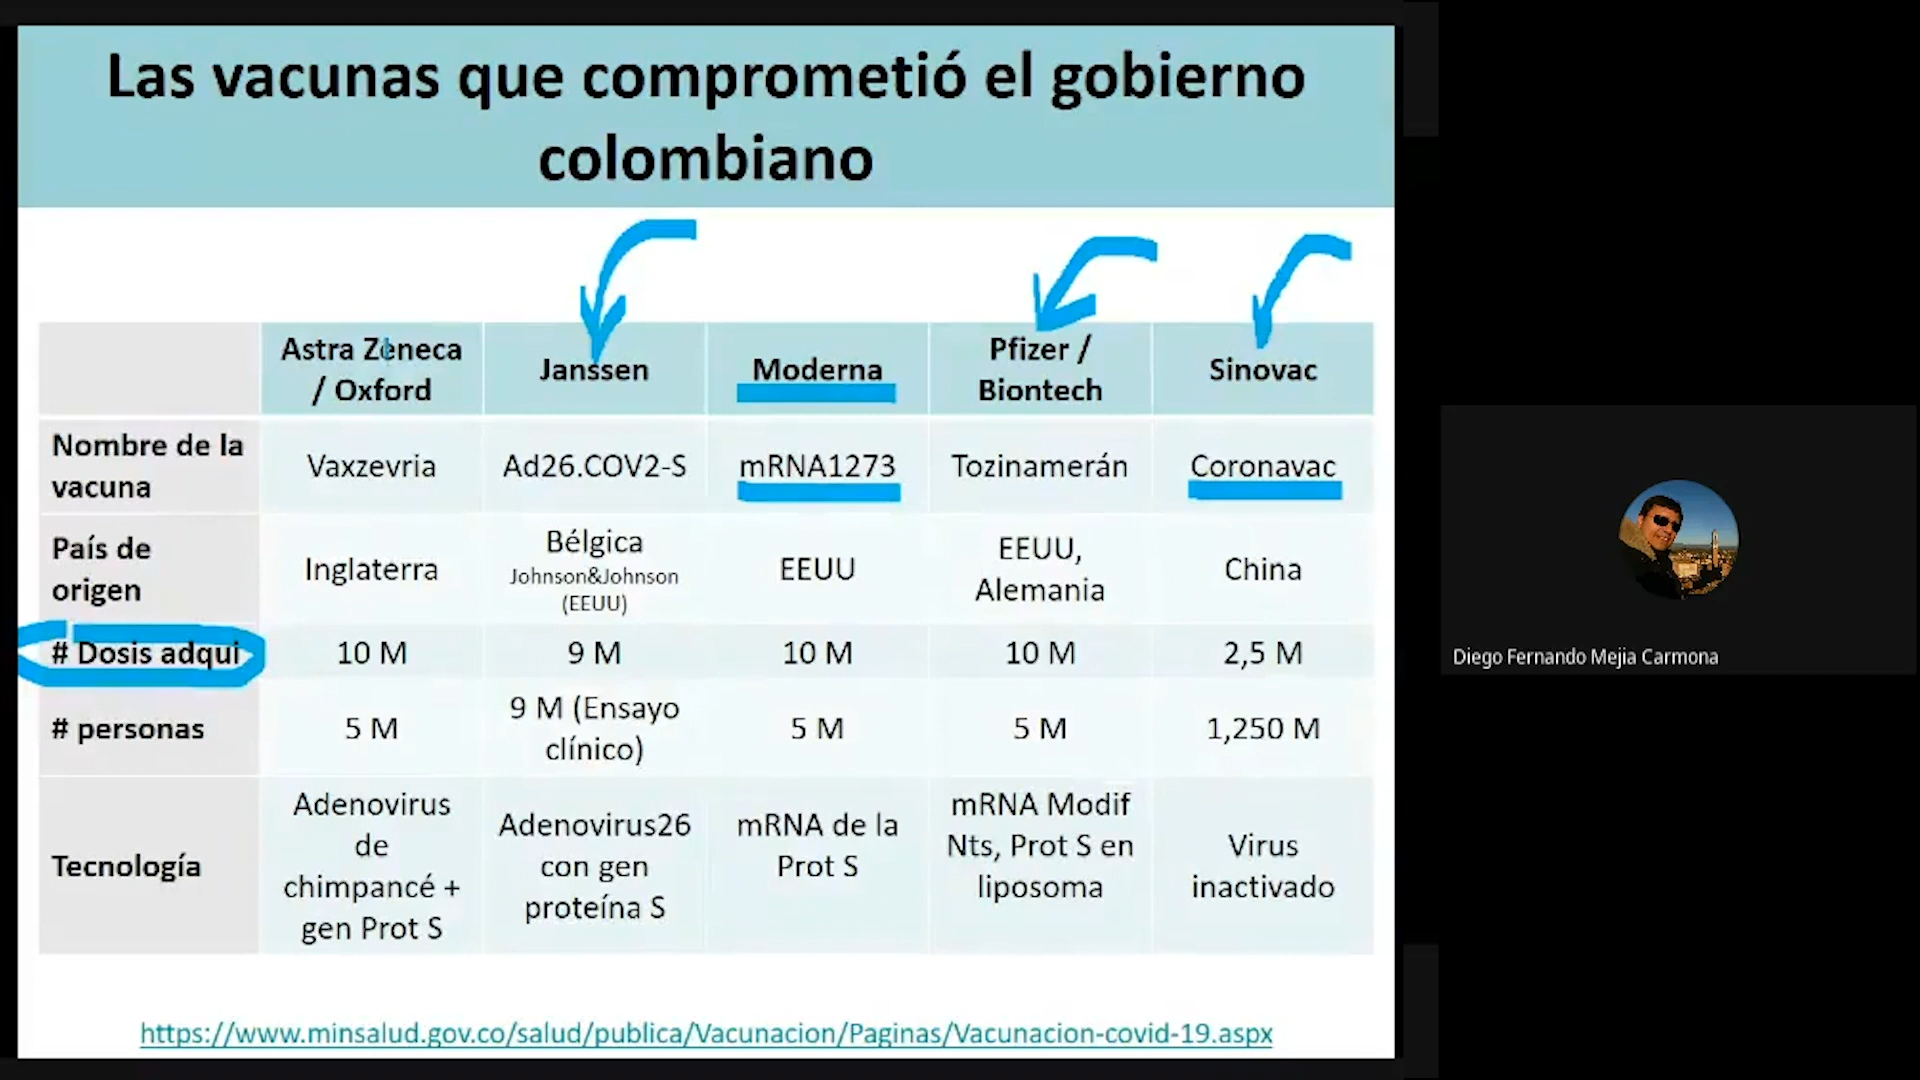 Las vacunas que comprometió el gobierno
colombiano
Astra Zeneca
/ Oxford
Janssen
Moderna
Pfizer /
Biontech
Sinovac
Nombre de la
vacuna
Vaxzevria
Ad26.COV2-S
mRNA1273
Tozinamerán
Coronavac
País de
origen
Inglaterra
Bélgica
Johnson&Johnson
(EEUU)
EEUU
EEUU,
Alemania
China
# Dosis adqui
10 M
9 M
10 M
10 M
2,5 M
# personas
5 M
9 M (Ensayo
clínico)
5 M
5 M
1,250 M
Tecnología
Adenovirus
de
chimpancé +
gen Prot S
Adenovirus26
con gen
proteína S
mRNA de la
Prot S
mRNA Modif
Nts, Prot S en
liposoma
Virus
inactivado
https://www.minsalud.gov.co/salud/publica/Vacunacion/Paginas/Vacunacion-covid-19.aspx
Diego Fernando Mejia Carmona